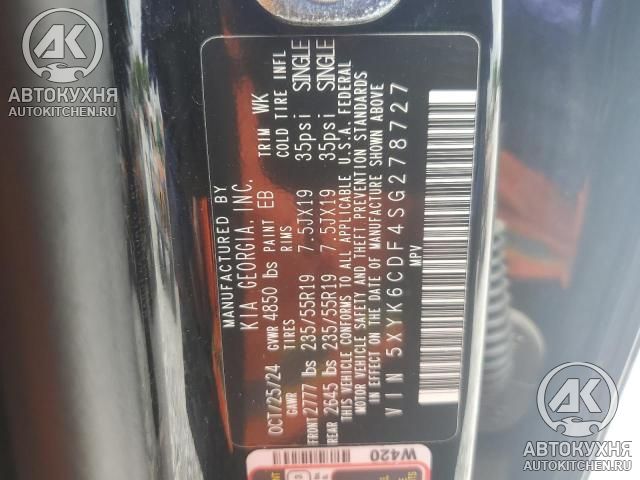 MANUFACTURED BY
KIA GEORGIA, INC.
OCT/25/24 GVWR 4850 lbs PAINT EB TRIM WK
GAWR TIRES RIMS COLD TIRE INFL
FRONT 2777 lbs 235/55R19 7.5JX19 35psi SINGLE
REAR 2645 lbs 235/55R19 7.5JX19 35psi SINGLE
THIS VEHICLE CONFORMS TO ALL APPLICABLE U.S.A. FEDERAL
MOTOR VEHICLE SAFETY AND THEFT PREVENTION STANDARDS
IN EFFECT ON THE DATE OF MANUFACTURE SHOWN ABOVE
VIN 5XYK6CDF4SG278727
MPV
W420
AK
АВТОКУХНЯ
AUTOKITCHEN.RU
AK
АВТОКУХНЯ
AUTOKITCHEN.RU